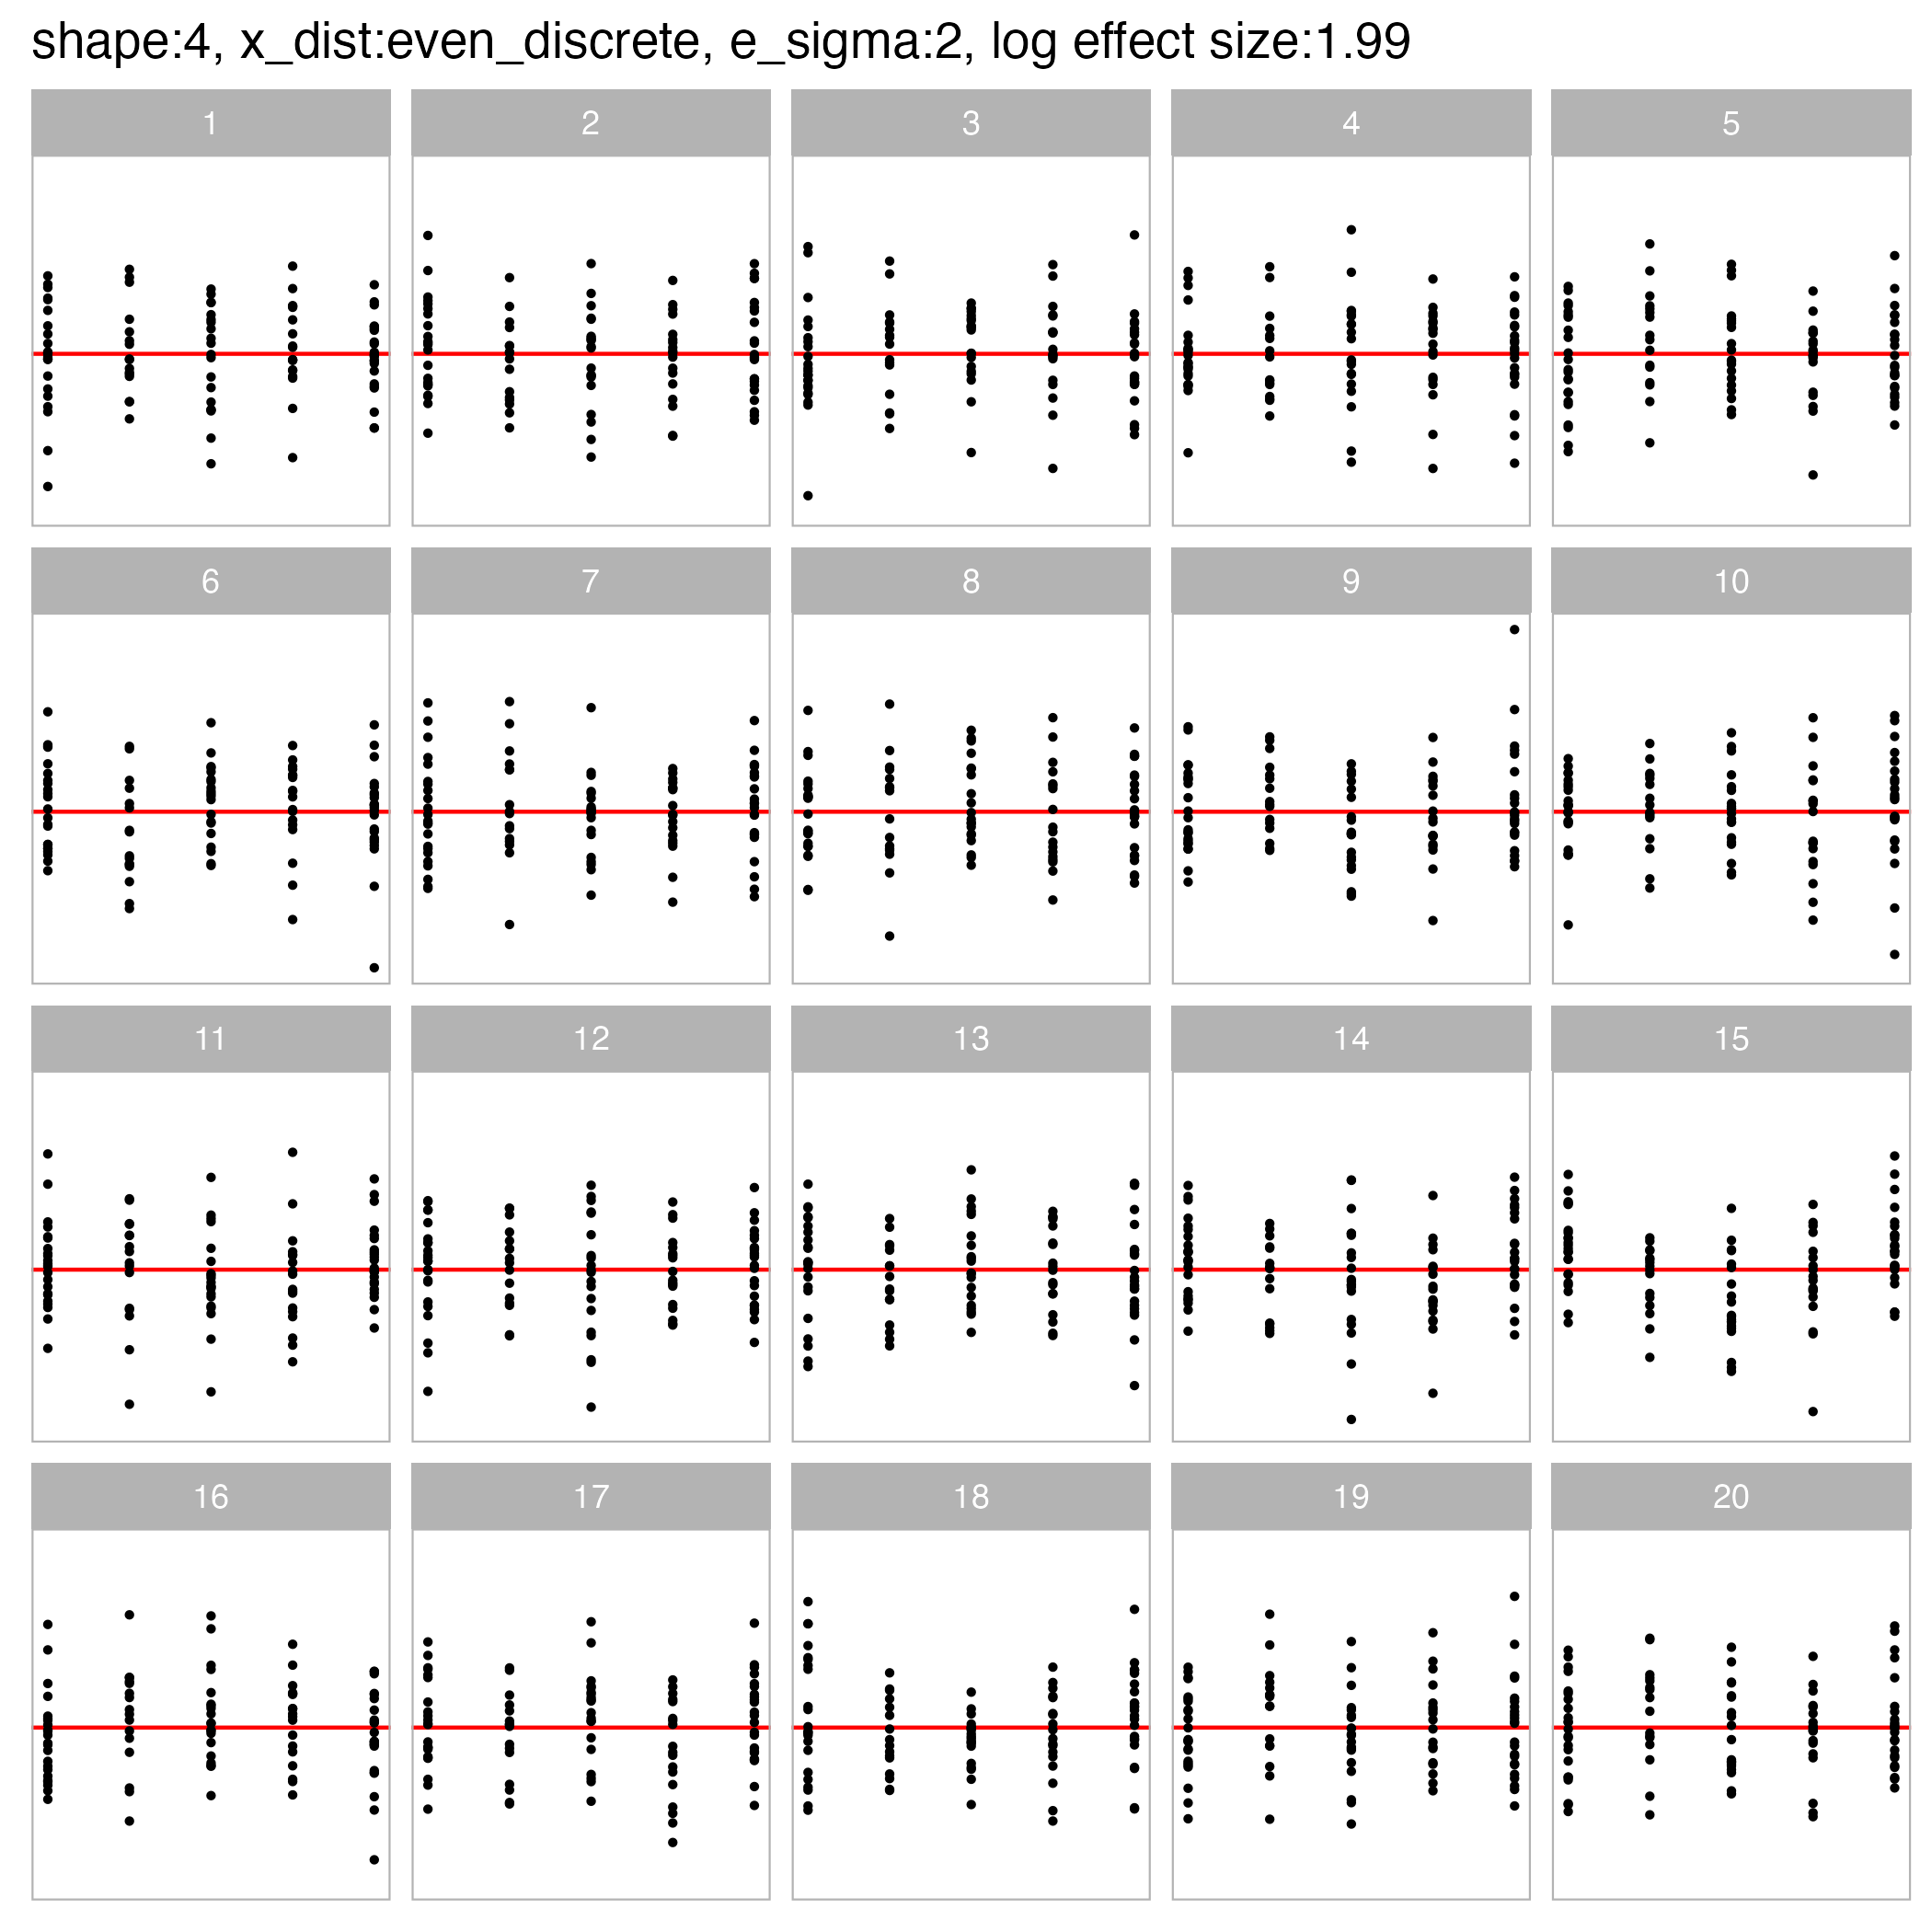 shape:4, x_dist:even_discrete, e_sigma:2, log effect size:1.99
1 2 3 4 5
6 7 8 9 10
11 12 13 14 15
16 17 18 19 20